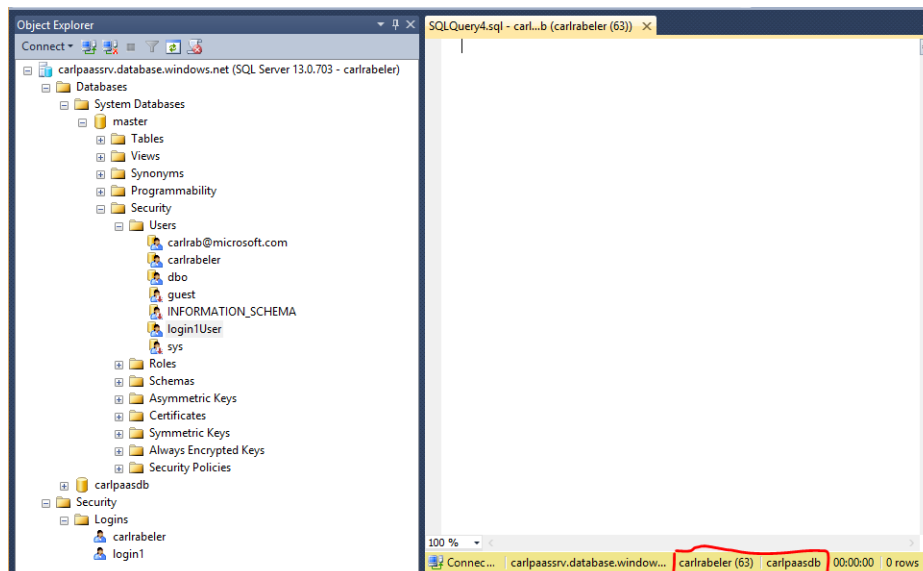 Object Explorer
Connect
carlpaassrv.database.windows.net (SQL Server 13.0.703 - carlrabeler)
Databases
System Databases
master
Tables
Views
Synonyms
Programmability
Security
Users
carlrab@microsoft.com
carlrabeler
dbo
guest
INFORMATION_SCHEMA
login1User
sys
Roles
Schemas
Asymmetric Keys
Certificates
Symmetric Keys
Always Encrypted Keys
Security Policies
carlpaasdb
Security
Logins
carlrabeler
login1
SQLQuery4.sql - carl...b (carlrabeler (63))
100 %
Connec... carlpaassrv.database.window... carlrabeler (63) carlpaasdb 00:00:00 0 rows